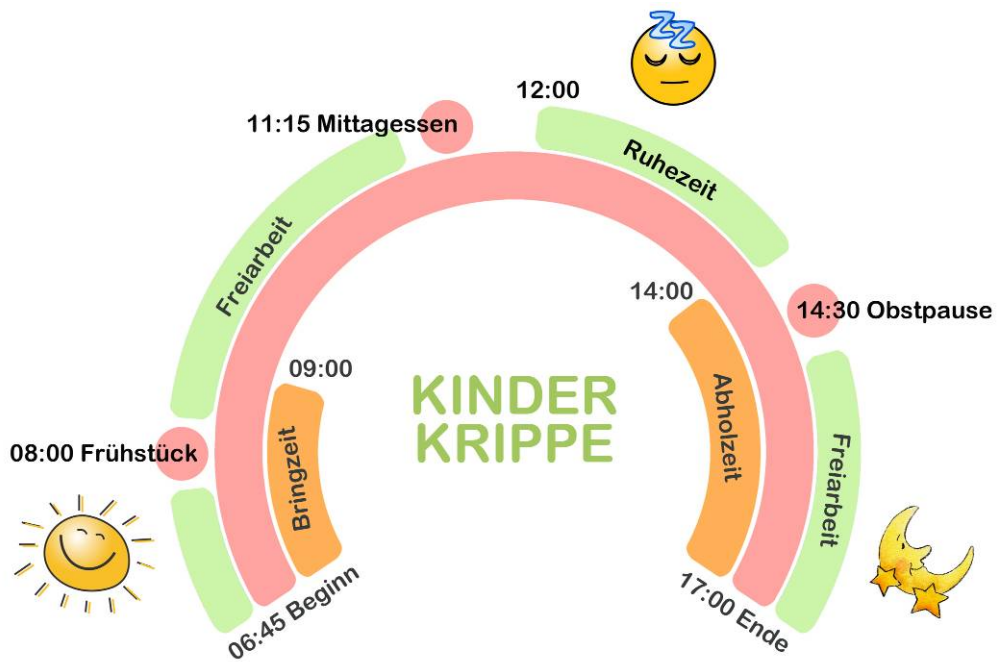 12:00
11:15 Mittagessen
Ruhezeit
Freiarbeit
14:00
14:30 Obstpause
09:00
KINDER
KRIPPE
Abholzeit
08:00 Frühstück
Bringzeit
Freiarbeit
06:45 Beginn
17:00 Ende
ZZ